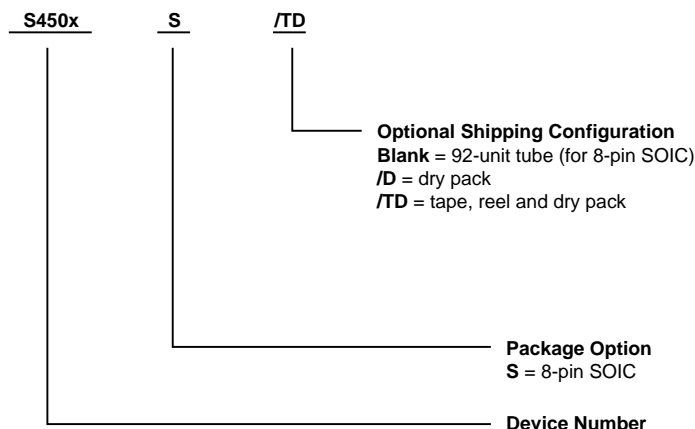 S450x S /TD
Optional Shipping Configuration
Blank = 92-unit tube (for 8-pin SOIC)
/D = dry pack
/TD = tape, reel and dry pack
Package Option
S = 8-pin SOIC
Device Number